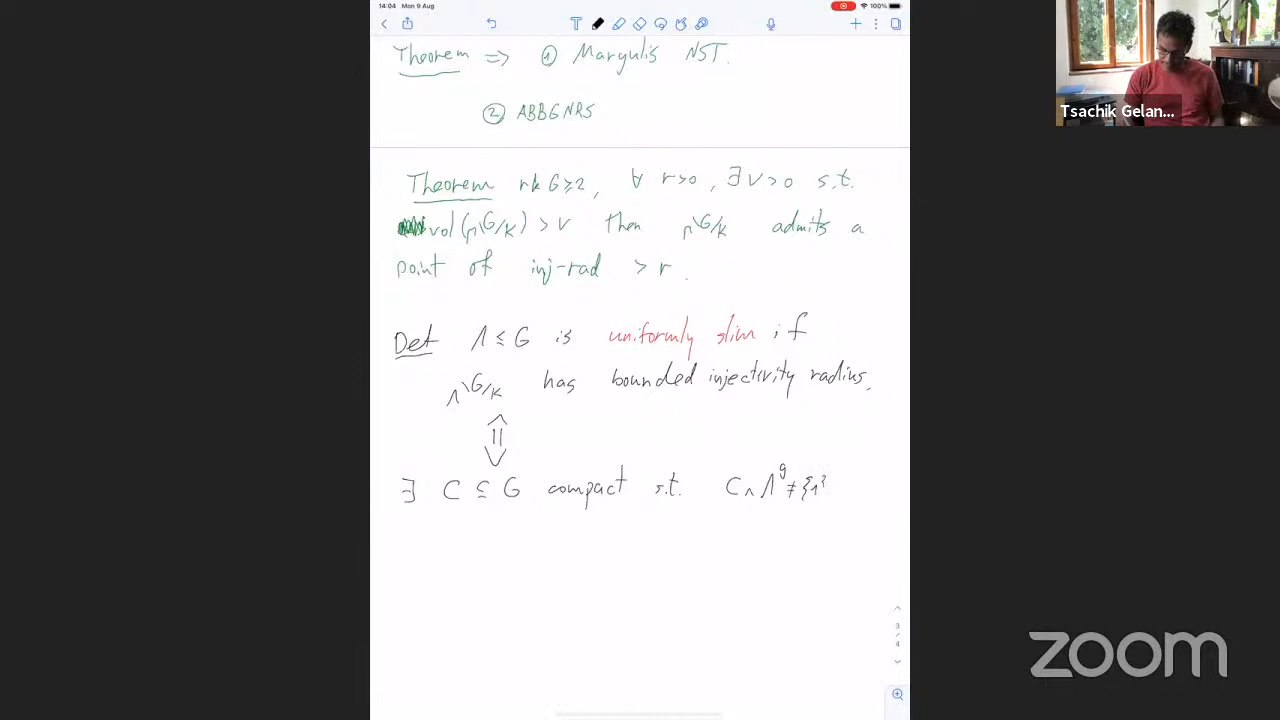 14:04 Mon 9 Aug
100%
Theorem ⇒ ① Margulis NST.
② ABBGNRS
Theorem rk G ≥ 2, ∀ r>0, ∃ V>0 s.t.
vol(Γ\G/K) > V then Γ\G/K admits a
point of inj-rad > r.
Def Λ ≤ G is uniformly slim if
Λ\G/K has bounded injectivity radius.
⇕
∃ C ⊆ G compact s.t. C ∩ Λ^g ≠ {1}
3/4
Tsachik Gelan...
zoom